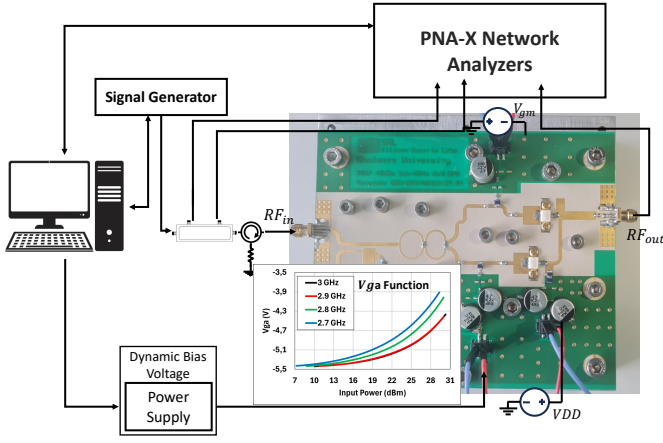 PNA-X Network
Analyzers
Signal Generator
Vgm
RFin
RFout
Vga Function
3 GHz
2.9 GHz
2.8 GHz
2.7 GHz
Vga (V)
-3,5
-3,9
-4,3
-4,7
-5,1
-5,5
7 10 13 16 19 22 25 28 31
Input Power (dBm)
Dynamic Bias
Voltage
Power
Supply
VDD